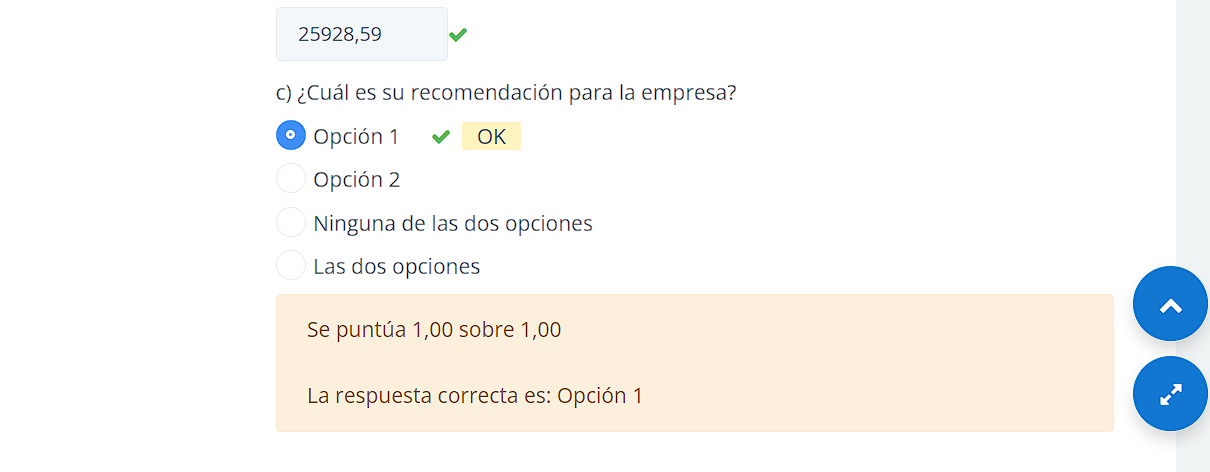 25928,59
c) ¿Cuál es su recomendación para la empresa?
Opción 1 OK
Opción 2
Ninguna de las dos opciones
Las dos opciones
Se puntúa 1,00 sobre 1,00
La respuesta correcta es: Opción 1